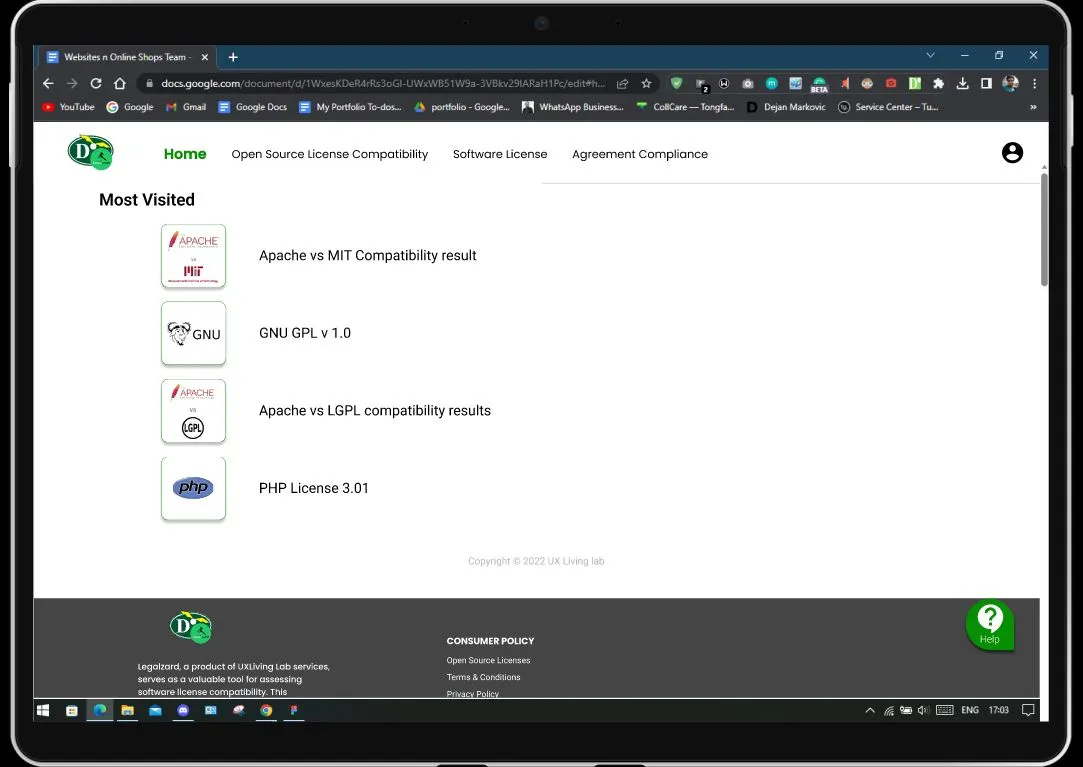 Websites n Online Shops Team -
docs.google.com/document/d/1WxesKDeR4rRs3oGI-UWxWB51W9a-3VBkv29IARaH1Pc/edit#h...
2
BETA
YouTube Google Gmail Google Docs My Portfolio To-dos... portfolio - Google... WhatsApp Business... CollCare — Tongfa... Dejan Markovic Service Center – Tu... »
D
Home Open Source License Compatibility Software License Agreement Compliance
Most Visited
APACHE
vs
MIT
Apache vs MIT Compatibility result
GNU
GNU GPL v 1.0
APACHE
VS
LGPL
Apache vs LGPL compatibility results
php
PHP License 3.01
Copyright © 2022 UX Living lab
D
Legalzard, a product of UXLiving Lab services,
serves as a valuable tool for assessing
software license compatibility. This
CONSUMER POLICY
Open Source Licenses
Terms & Conditions
Privacy Policy
Help
ENG 17:03